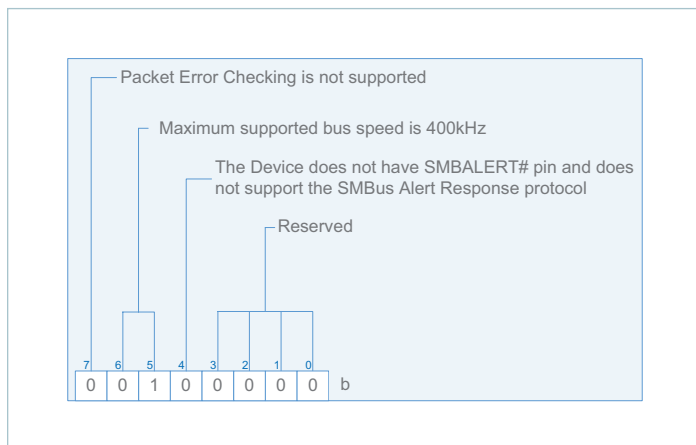 Packet Error Checking is not supported
Maximum supported bus speed is 400kHz
The Device does not have SMBALERT# pin and does
not support the SMBus Alert Response protocol
Reserved
7 6 5 4 3 2 1 0
0 0 1 0 0 0 0 0 b